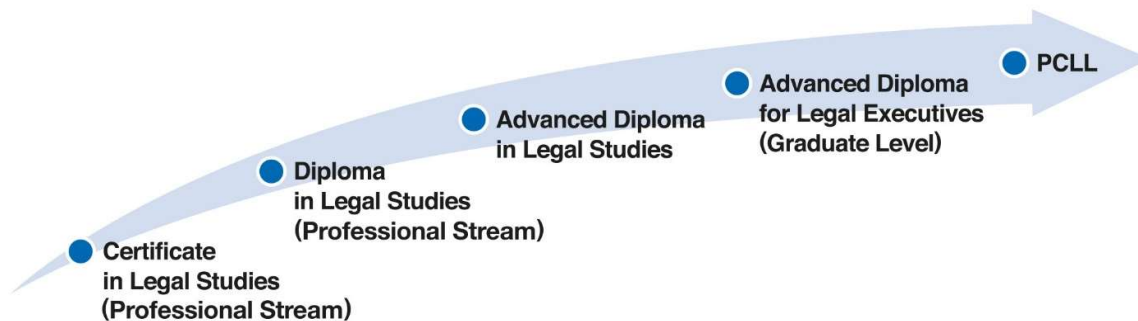 Certificate
in Legal Studies
(Professional Stream)
Diploma
in Legal Studies
(Professional Stream)
Advanced Diploma
in Legal Studies
Advanced Diploma
for Legal Executives
(Graduate Level)
PCLL